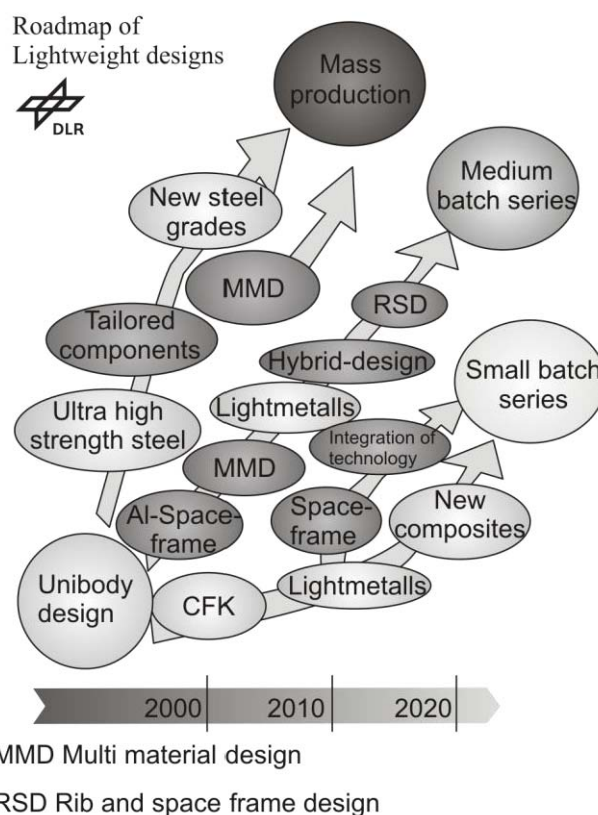 Roadmap of
Lightweight designs
DLR
Mass
production
Medium
batch series
New steel
grades
MMD
RSD
Tailored
components
Hybrid-design
Small batch
series
Lightmetalls
Ultra high
strength steel
Integration of
technology
MMD
Al-Space-
frame
Space-
frame
New
composites
Unibody
design
CFK
Lightmetalls
2000
2010
2020
MMD Multi material design
RSD Rib and space frame design